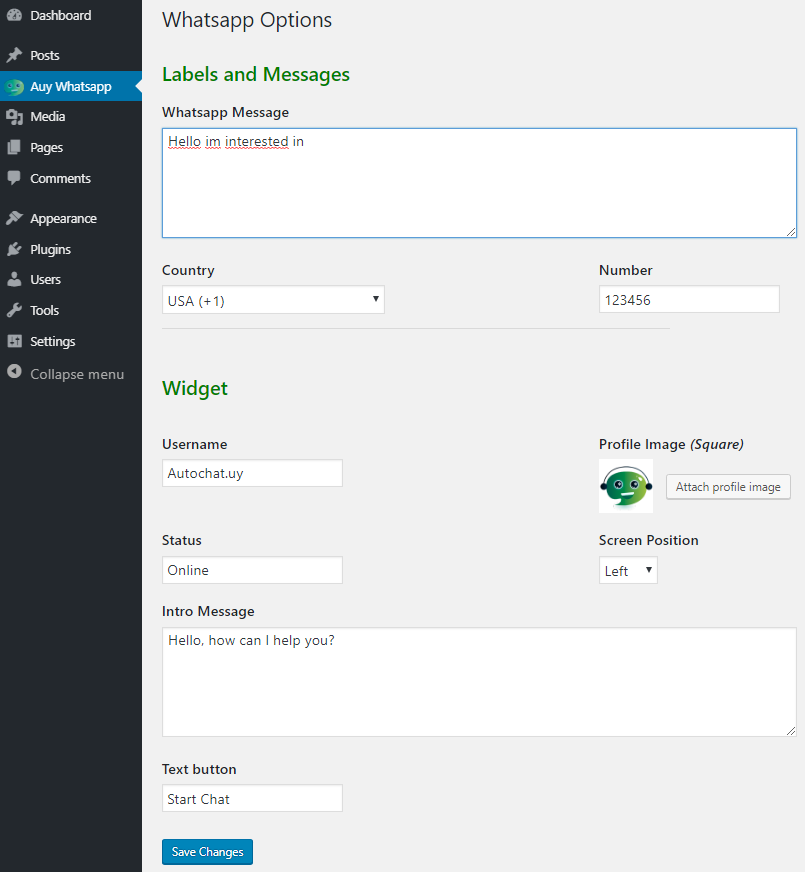 Dashboard
Posts
Auy Whatsapp
Media
Pages
Comments
Appearance
Plugins
Users
Tools
Settings
Collapse menu
Whatsapp Options
Labels and Messages
Whatsapp Message
Hello im interested in
Country
Number
USA (+1)
123456
Widget
Username
Profile Image (Square)
Autochat.uy
Attach profile image
Status
Screen Position
Online
Left
Intro Message
Hello, how can I help you?
Text button
Start Chat
Save Changes